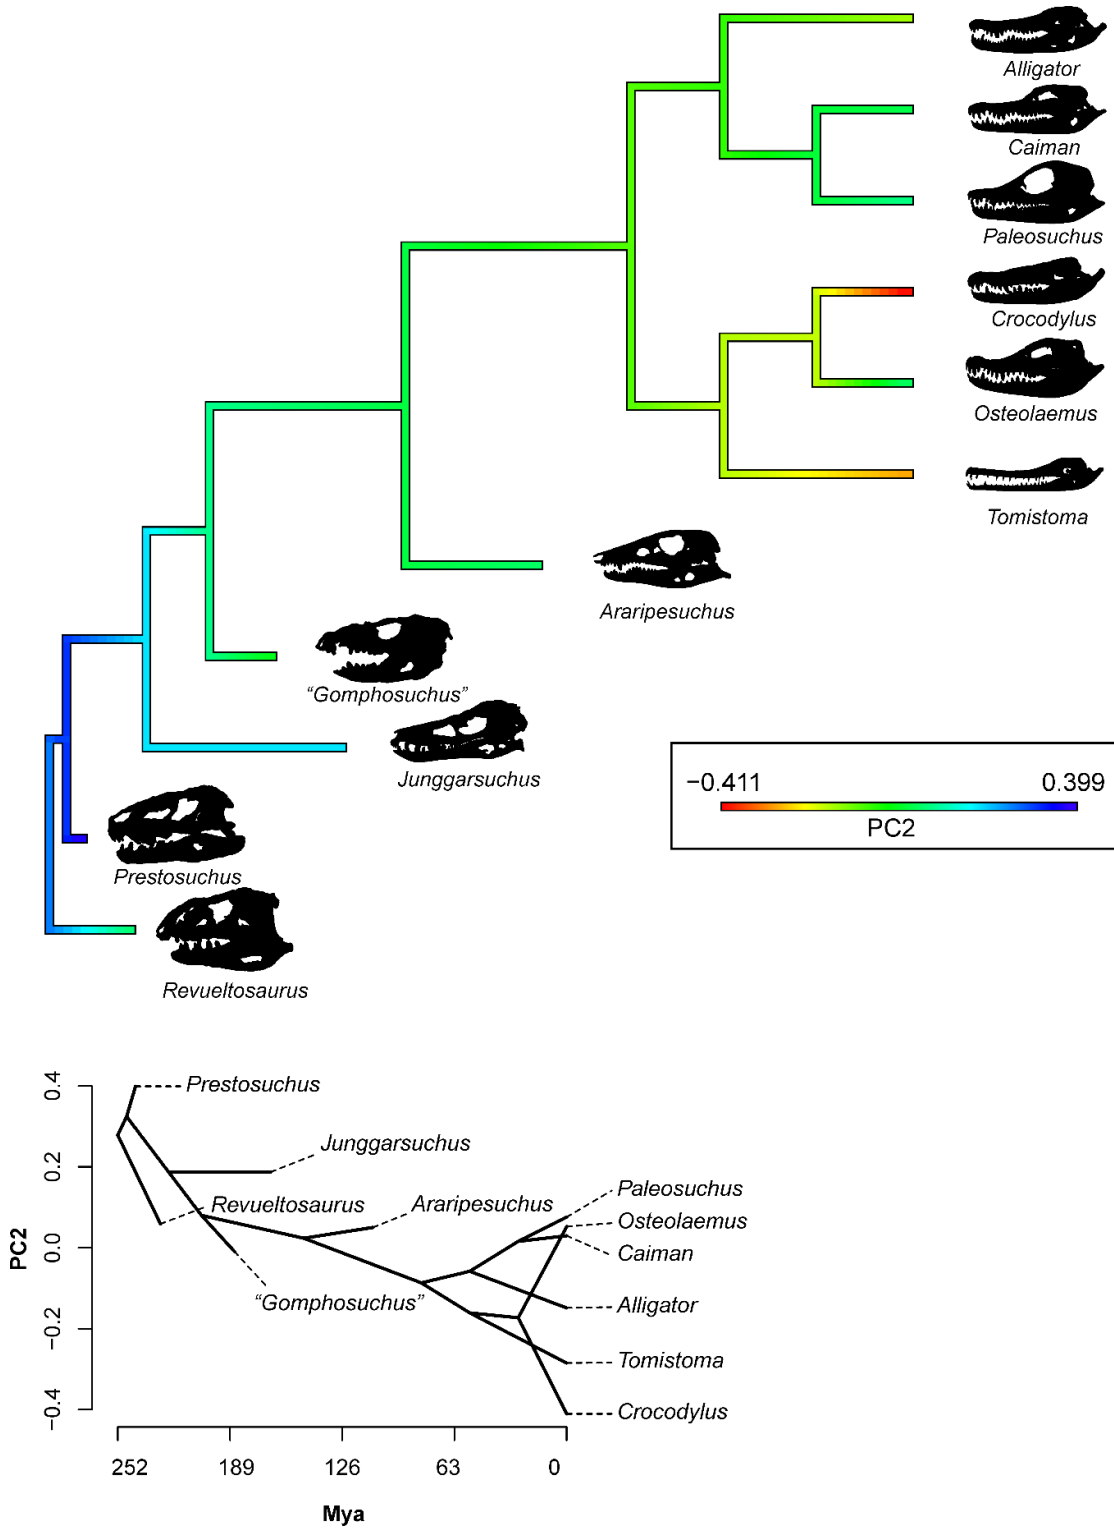 Alligator
Caiman
Paleosuchus
Crocodylus
Osteolaemus
Tomistoma
Araripesuchus
“Gomphosuchus”
Junggarsuchus
−0.411 0.399
PC2
Prestosuchus
Revueltosaurus
Prestosuchus
Junggarsuchus
Revueltosaurus
Araripesuchus
Paleosuchus
Osteolaemus
Caiman
“Gomphosuchus”
Alligator
Tomistoma
Crocodylus
PC2
0.4
0.2
0.0
−0.2
−0.4
252 189 126 63 0
Mya